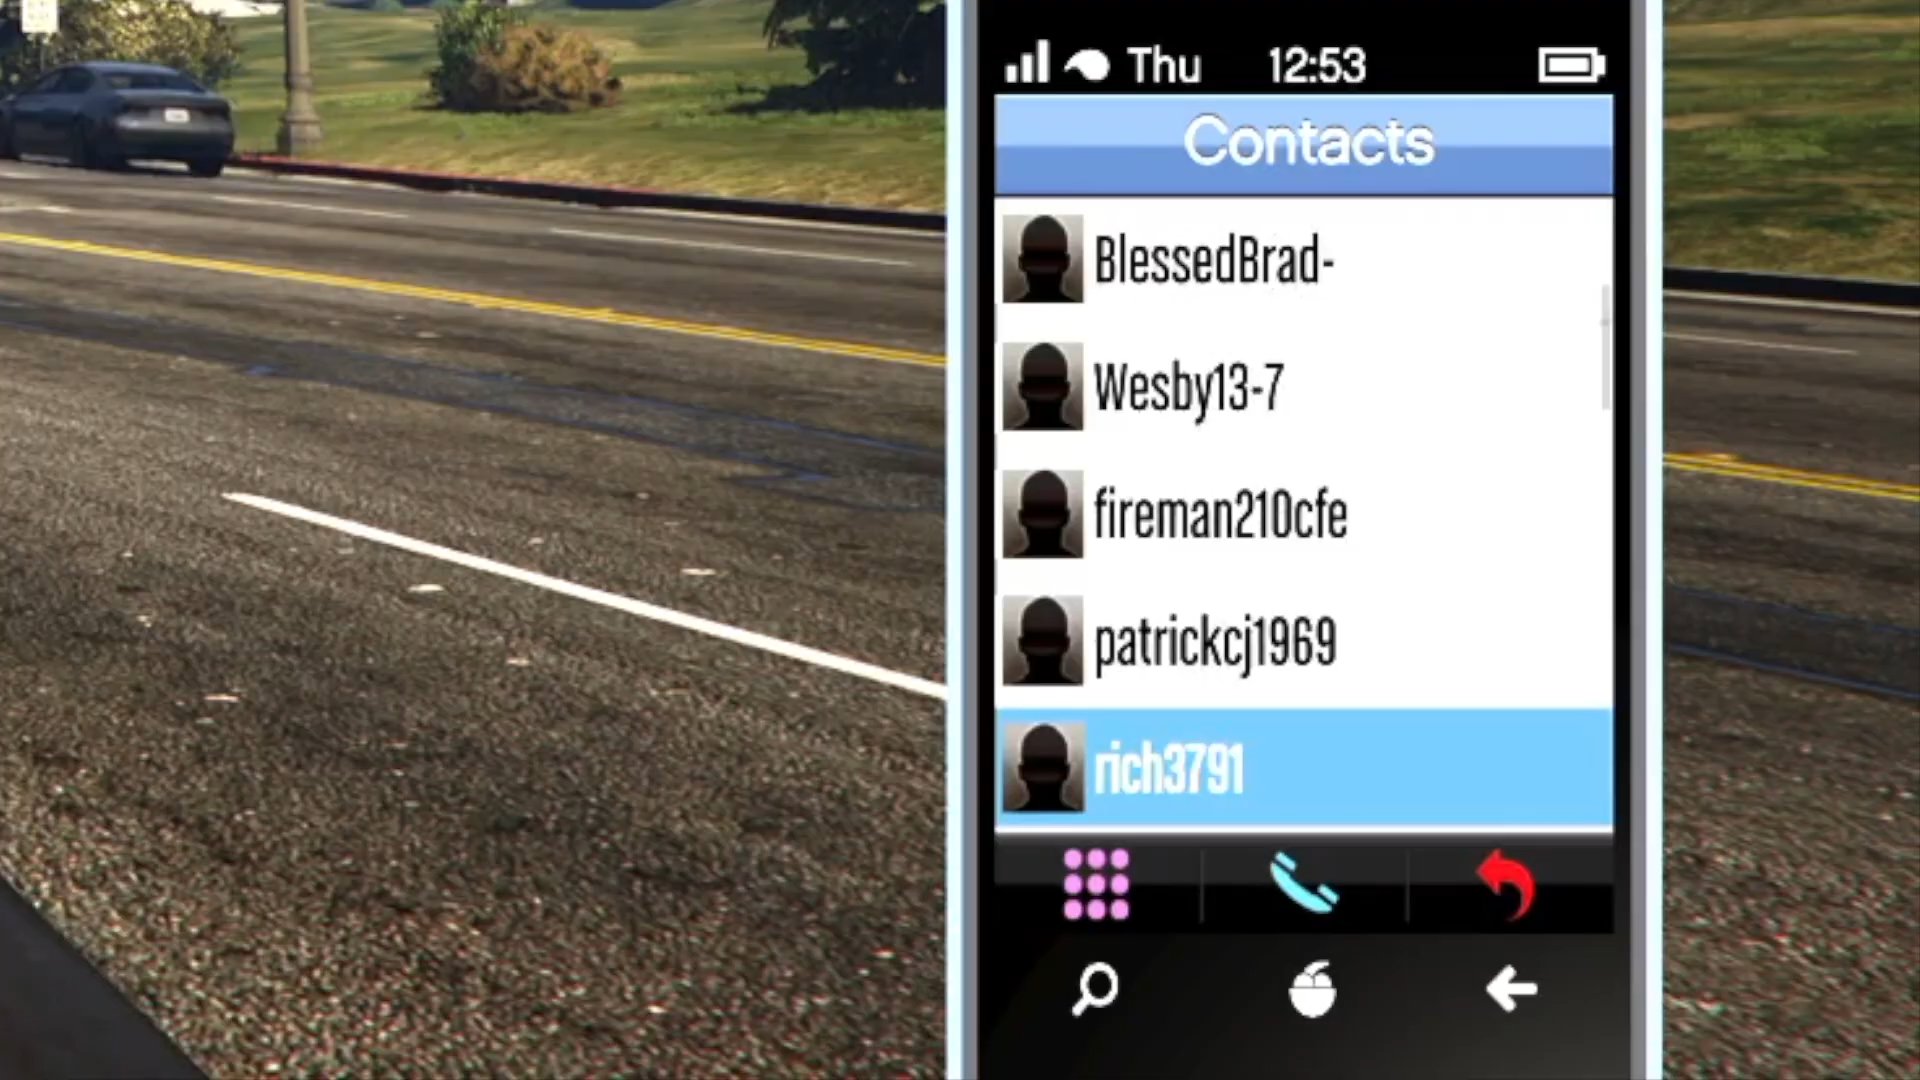 Thu 12:53
Contacts
BlessedBrad-
Wesby13-7
fireman210cfe
patrickcj1969
rich3791